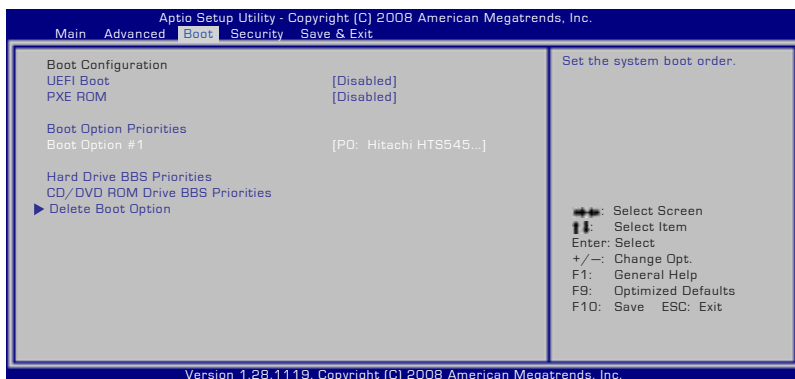 Aptio Setup Utility - Copyright (C) 2008 American Megatrends, Inc.
Main Advanced Boot Security Save & Exit
Boot Configuration
UEFI Boot [Disabled]
PXE ROM [Disabled]
Boot Option Priorities
Boot Option #1 [P0: Hitachi HTS545...]
Hard Drive BBS Priorities
CD/DVD ROM Drive BBS Priorities
Delete Boot Option
Set the system boot order.
: Select Screen
: Select Item
Enter: Select
+/—: Change Opt.
F1: General Help
F9: Optimized Defaults
F10: Save ESC: Exit
Version 1.28.1119. Copyright (C) 2008 American Megatrends, Inc.